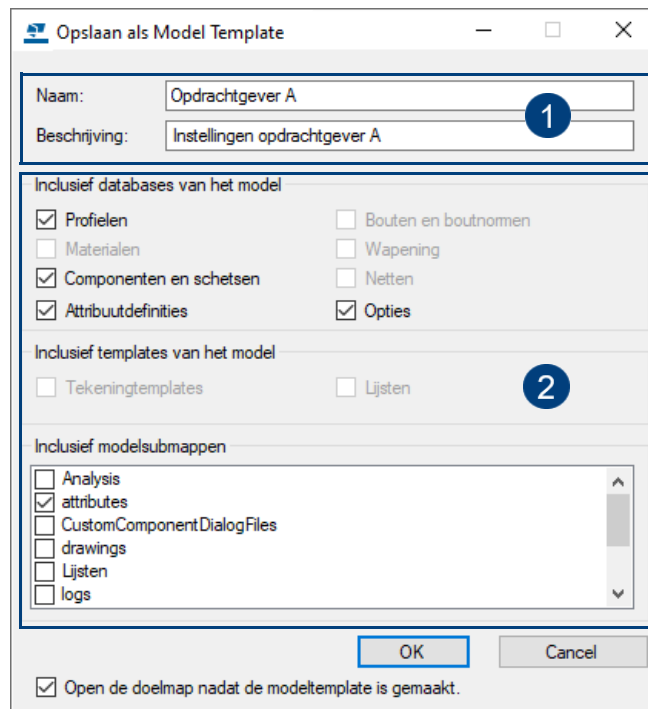 Opslaan als Model Template
Naam: Opdrachtgever A
1
Beschrijving: Instellingen opdrachtgever A
Inclusief databases van het model
Profielen Bouten en boutnormen
Materialen Wapening
Componenten en schetsen Netten
Attribuutdefinities Opties
Inclusief templates van het model
Tekeningtemplates Lijsten
2
Inclusief modelsubmappen
Analysis
attributes
CustomComponentDialogFiles
drawings
Lijsten
logs
OK Cancel
Open de doelmap nadat de modeltemplate is gemaakt.